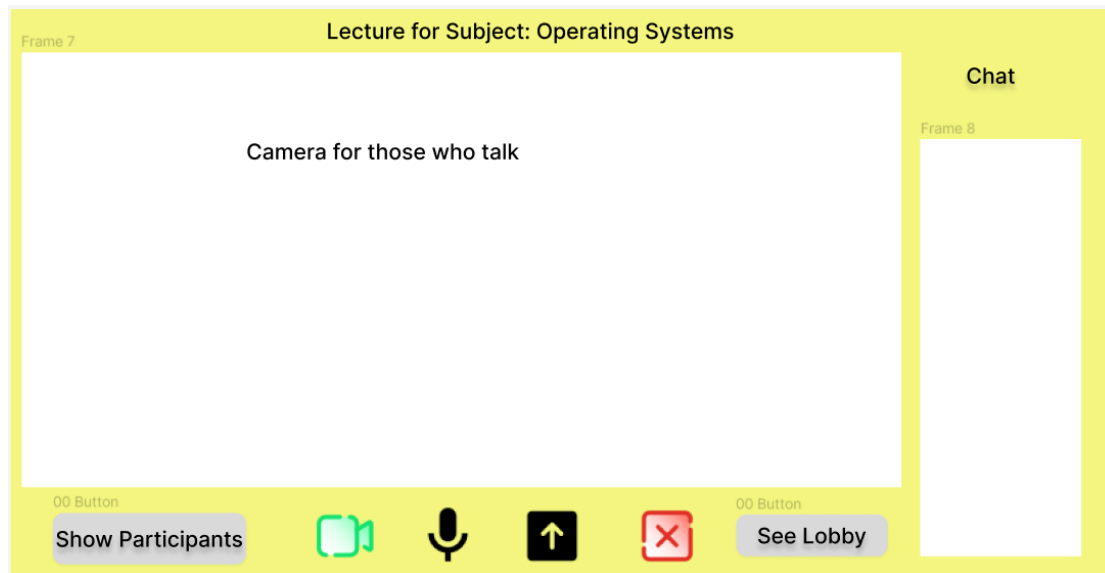 Lecture for Subject: Operating Systems
Frame 7
Chat
Frame 8
Camera for those who talk
00 Button
Show Participants
00 Button
See Lobby